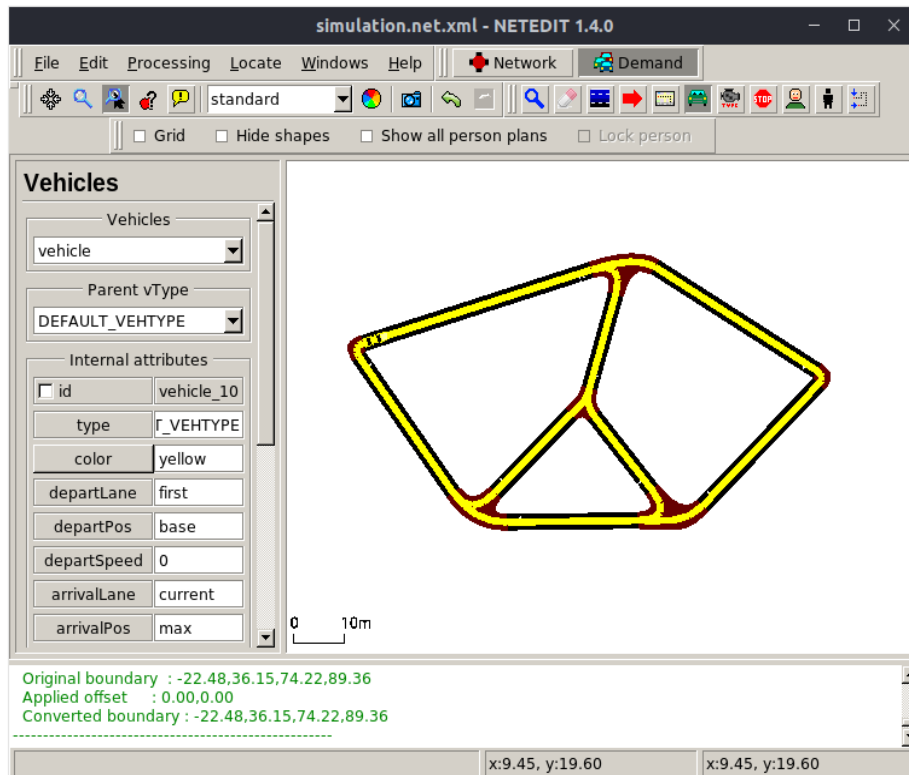 simulation.net.xml - NETEDIT 1.4.0
File Edit Processing Locate Windows Help Network Demand
standard TYPE STOP
Grid Hide shapes Show all person plans Lock person
Vehicles
Vehicles
vehicle
Parent vType
DEFAULT_VEHTYPE
Internal attributes
id vehicle_10
type T_VEHTYPE
color yellow
departLane first
departPos base
departSpeed 0
arrivalLane current
arrivalPos max
0 10m
Original boundary : -22.48,36.15,74.22,89.36
Applied offset : 0.00,0.00
Converted boundary : -22.48,36.15,74.22,89.36
-----------------------------------------------------
x:9.45, y:19.60 x:9.45, y:19.60